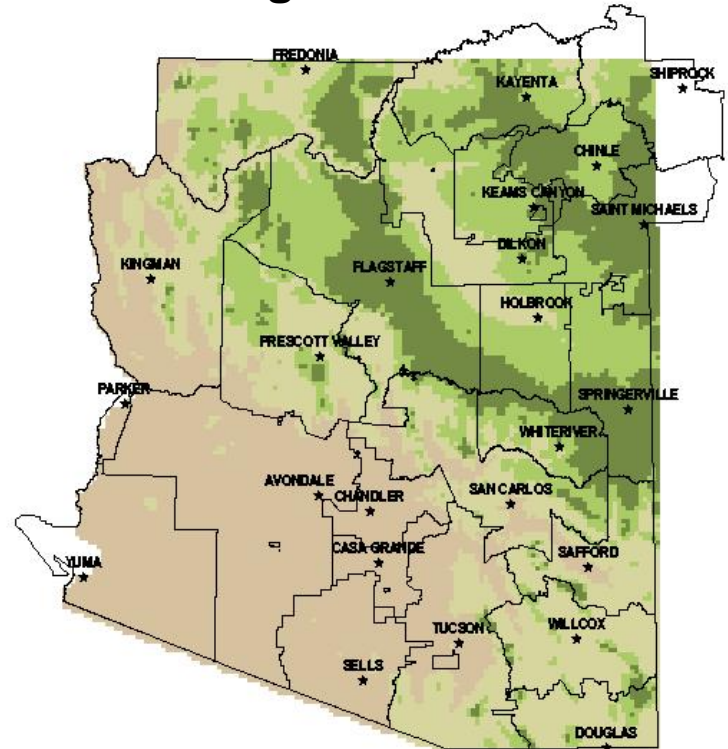 FREDONIA
KAYENTA
SHIPROCK
CHINLE
KEAMS CANYON
SAINT MICHAELS
DILKON
KINGMAN
FLAGSTAFF
HOLBROOK
PRESCOTT VALLEY
PARKER
SPRINGERVILLE
WHITERIVER
AVONDALE
CHANDLER
SAN CARLOS
CASA GRANDE
SAFFORD
YUMA
TUCSON
WILLCOX
SELLS
DOUGLAS